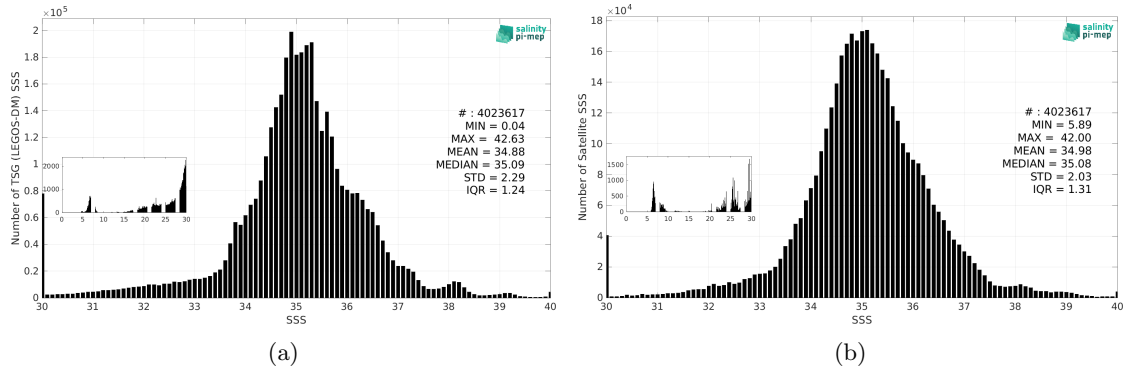 ×10⁵
salinity
pi-mep
2
1.8
1.6
1.4
1.2
1
0.8
0.6
0.4
0.2
0
Number of TSG (LEGOS-DM) SSS
# : 4023617
MIN = 0.04
MAX = 42.63
MEAN = 34.88
MEDIAN = 35.09
STD = 2.29
IQR = 1.24
2000
1000
0
0 5 10 15 20 25 30
30 31 32 33 34 35 36 37 38 39 40
SSS
(a)
×10⁴
salinity
pi-mep
18
16
14
12
10
8
6
4
2
0
Number of Satellite SSS
# : 4023617
MIN = 5.89
MAX = 42.00
MEAN = 34.98
MEDIAN = 35.08
STD = 2.03
IQR = 1.31
1500
1000
500
0
0 5 10 15 20 25 30
30 31 32 33 34 35 36 37 38 39 40
SSS
(b)